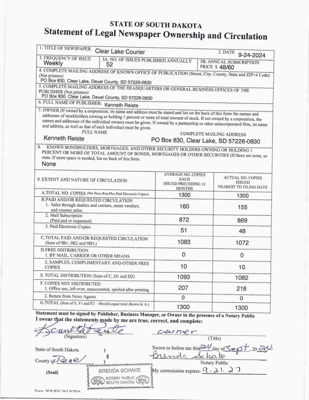 STATE OF SOUTH DAKOTA
Statement of Legal Newspaper Ownership and Circulation
1. TITLE OF NEWSPAPER Clear Lake Courier 2. DATE 9-24-2024
3. FREQUENCY OF ISSUE Weekly 3A. NO. OF ISSUES PUBLISHED ANNUALLY 52 3B. ANNUAL SUBSCRIPTION PRICE $ 48/60
4. COMPLETE MAILING ADDRESS OF KNOWN OFFICE OF PUBLICATION (Street, City, County, State and ZIP+4 Code) (Not printers)
PO Box 830, Clear Lake, Deuel County, SD 57226-0830
5. COMPLETE MAILING ADDRESS OF THE HEADQUARTERS OR GENERAL BUSINESS OFFICES OF THE PUBLISHER (Not printers)
PO Box 830, Clear Lake, Deuel County, SD 57226-0830
6. FULL NAME OF PUBLISHER: Kenneth Reiste
7. OWNER (If owned by a corporation, its name and address must be stated and list on the back of this form the names and addresses of stockholders owning or holding 1 percent or more of total amount of stock. If not owned by a corporation, the names and addresses of the individual owners must be given. If owned by a partnership or other unincorporated firm, its name and address, as well as that of each individual must be given.
FULL NAME COMPLETE MAILING ADDRESS
Kenneth Reiste PO Box 830, Clear Lake, SD 57226-0830
8. KNOWN BONDHOLDERS, MORTGAGES, AND OTHER SECURITY HOLDERS OWNING OR HOLDING 1 PERCENT OR MORE OF TOTAL AMOUNT OF BONDS, MORTGAGES OR OTHER SECURITIES (If there are none, so state. If more space is needed, list on back of this form.
None
9. EXTENT AND NATURE OF CIRCULATION AVERAGE NO. COPIES EACH ISSUED PRECEDING 12 MONTHS ACTUAL NO. COPIES ISSUED NEAREST TO FILING DATE
A. TOTAL NO. COPIES (Net Press Run Plus Paid Electronic Copies) 1300 1300
B. PAID AND/OR REQUESTED CIRCULATION
1. Sales through dealers and carriers, street vendors, and counter sales. 160 155
2. Mail Subscription (Paid and or requested) 872 869
3. Paid Electronic Copies 51 48
C. TOTAL PAID AND/OR REQUESTED CIRCULATION (Sum of 9B1, 9B2 and 9B3.) 1083 1072
D. FREE DISTRIBUTION
1. BY MAIL, CARRIER OR OTHER MEANS 0 0
2. SAMPLES, COMPLIMENTARY AND OTHER FREE COPIES 10 10
E. TOTAL DISTRIBUTION (Sum of C, D1 and D2) 1093 1082
F. COPIES NOT DISTRIBUTED
1. Office use, left over, unaccounted, spoiled after printing 207 218
2. Return from News Agents 0 0
G. TOTAL (Sum of E, F1 and F2 - Should equal total shown in A.) 1300 1300
Statement must be signed by Publisher, Business Manager, or Owner in the presence of a Notary Public
I swear that the statements made by me are true, correct, and complete:
Kenneth Reiste owner
(Signature) (Title)
State of South Dakota )
County of Deuel )§
Sworn to before me this 24 day of Sept. 2024
Brenda Schake
Notary Public
(Seal)
BRENDA SCHAKE
NOTARY PUBLIC
SOUTH DAKOTA
My commission expires: 9.21.27